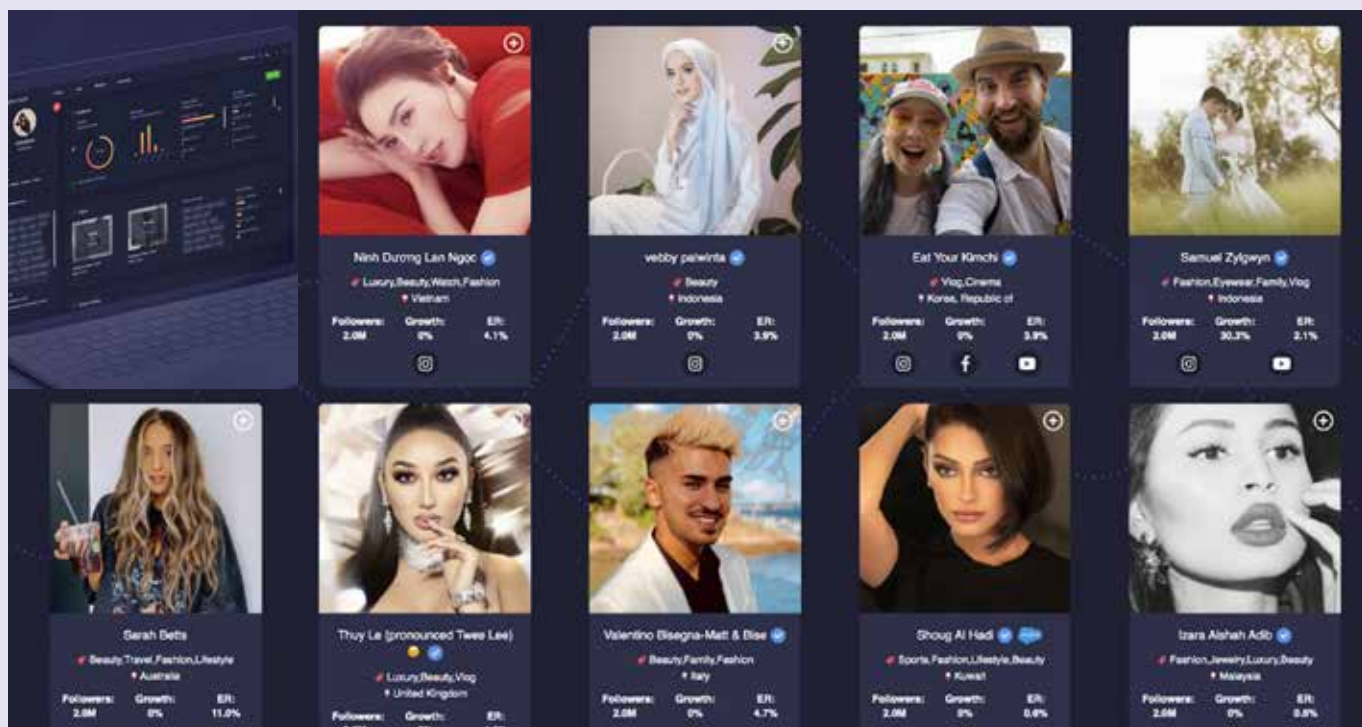 Ninh Dương Lan Ngọc
Luxury,Beauty,Watch,Fashion
Vietnam
Followers: Growth: ER:
2.0M 0% 4.1%
vebby palwinta
Beauty
Indonesia
Followers: Growth: ER:
2.0M 0% 3.9%
Eat Your Kimchi
Vlog,Cinema
Korea, Republic of
Followers: Growth: ER:
2.0M 0% 3.9%
Samuel Zylgwyn
Fashion,Eyewear,Family,Vlog
Indonesia
Followers: Growth: ER:
2.0M 30.3% 2.1%
Sarah Betts
Beauty,Travel,Fashion,Lifestyle
Australia
Followers: Growth: ER:
2.0M 0% 11.0%
Thuy Le (pronounced Twee Lee)
Luxury,Beauty,Vlog
United Kingdom
Followers: Growth: ER:
Valentino Bisegna-Matt & Bise
Beauty,Family,Fashion
Italy
Followers: Growth: ER:
2.0M 0% 4.7%
Shoug Al Hadi
Sports,Fashion,Lifestyle,Beauty
Kuwait
Followers: Growth: ER:
2.0M 0% 0.6%
Izara Aishah Adib
Fashion,Jewelry,Luxury,Beauty
Malaysia
Followers: Growth: ER:
2.0M 0% 0.8%